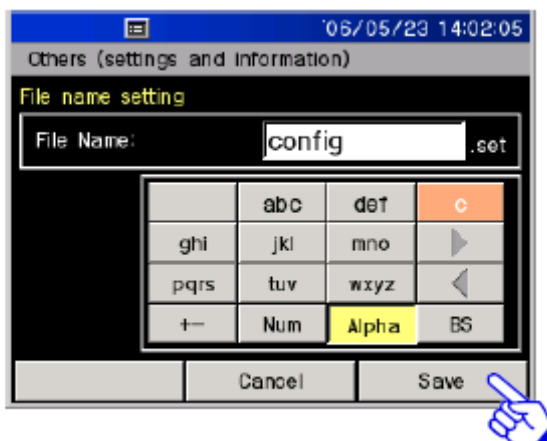 '06/05/23 14:02:05
Others (settings and information)
File name setting
File Name: config .set
abc def C
ghi jkl mno
pqrs tuv wxyz
+− Num Alpha BS
Cancel Save